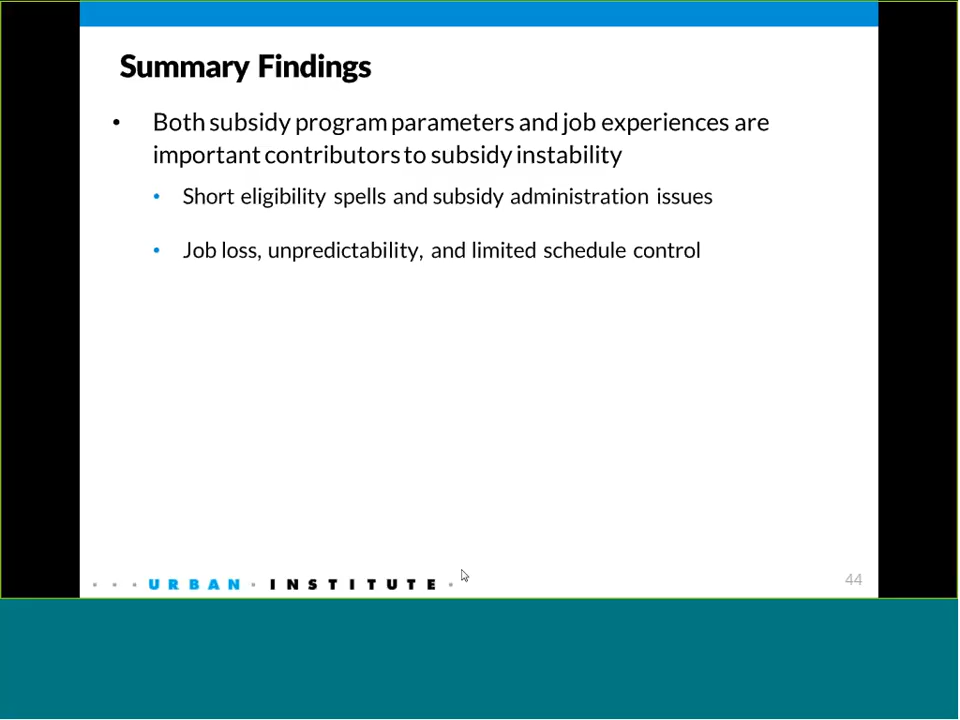 Summary Findings
• Both subsidy program parameters and job experiences are
important contributors to subsidy instability
• Short eligibility spells and subsidy administration issues
• Job loss, unpredictability, and limited schedule control
URBAN INSTITUTE
44